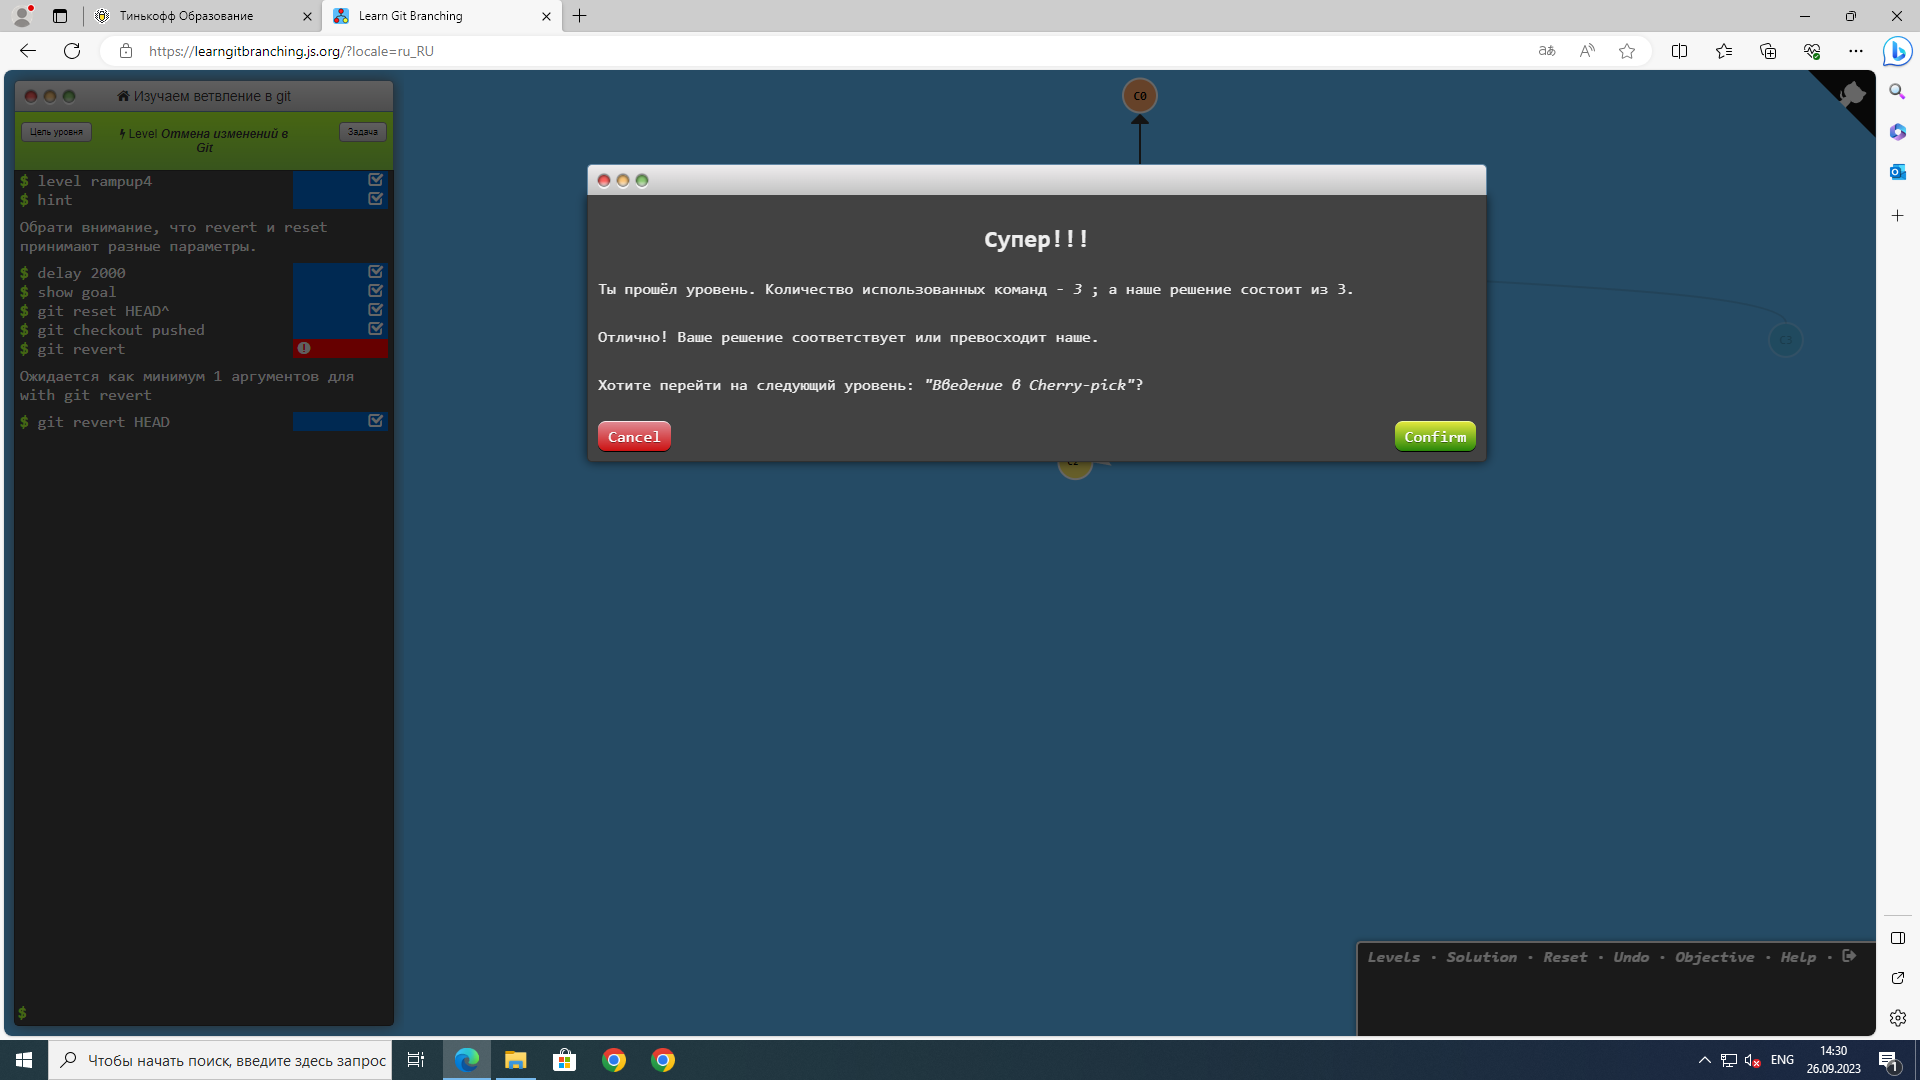 Тинькофф Образование
Learn Git Branching
https://learngitbranching.js.org/?locale=ru_RU
Изучаем ветвление в git
Цель уровня
Level Отмена изменений в
Git
Задача
$ level rampup4
$ hint
Обрати внимание, что revert и reset
принимают разные параметры.
$ delay 2000
$ show goal
$ git reset HEAD^
$ git checkout pushed
$ git revert
Ожидается как минимум 1 аргументов для
with git revert
$ git revert HEAD
$
C0
Супер!!!
Ты прошёл уровень. Количество использованных команд - 3 ; а наше решение состоит из 3.
Отлично! Ваше решение соответствует или превосходит наше.
Хотите перейти на следующий уровень: "Введение в Cherry-pick"?
Cancel
Confirm
Levels · Solution · Reset · Undo · Objective · Help ·
Чтобы начать поиск, введите здесь запрос
ENG
14:30
26.09.2023
1